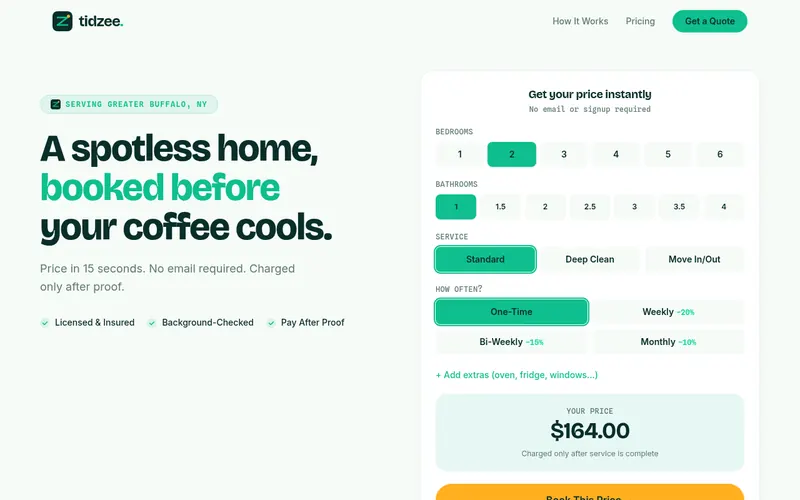 tidzee.
How It Works
Pricing
Get a Quote
SERVING GREATER BUFFALO, NY
A spotless home,
booked before
your coffee cools.
Price in 15 seconds. No email required. Charged
only after proof.
Licensed & Insured
Background-Checked
Pay After Proof
Get your price instantly
No email or signup required
BEDROOMS
1 2 3 4 5 6
BATHROOMS
1 1.5 2 2.5 3 3.5 4
SERVICE
Standard Deep Clean Move In/Out
HOW OFTEN?
One-Time Weekly -20%
Bi-Weekly -15% Monthly -10%
+ Add extras (oven, fridge, windows...)
YOUR PRICE
$164.00
Charged only after service is complete
Book This Price